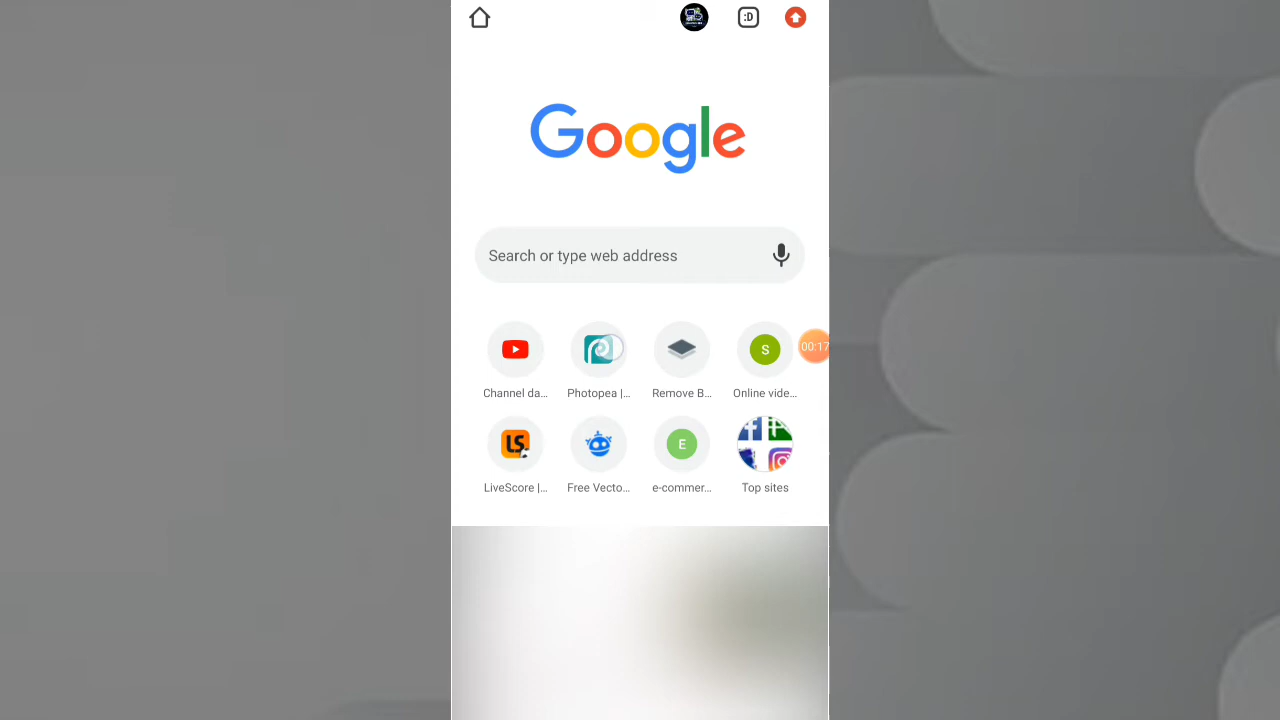 :D
Google
Search or type web address
S
00:17
Channel da...
Photopea |...
Remove B...
Online vide...
LS
E
LiveScore |...
Free Vecto...
e-commer...
Top sites